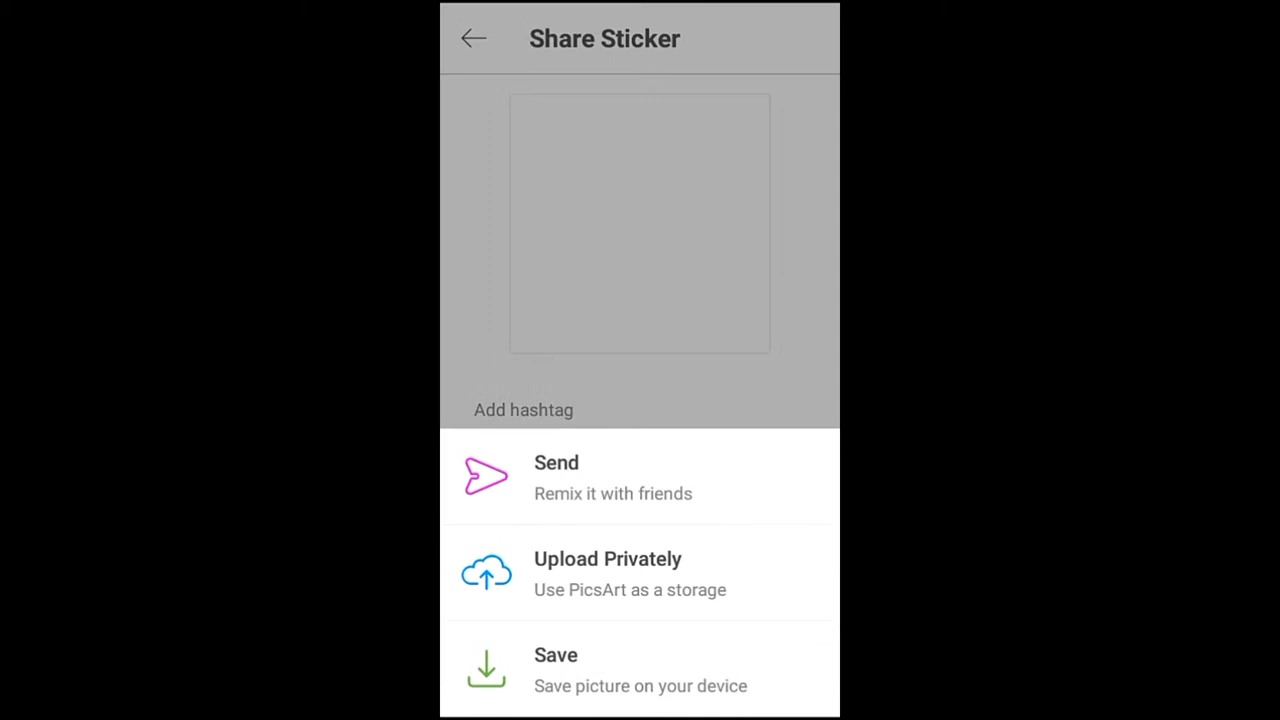 Share Sticker
Add hashtag
Send
Remix it with friends
Upload Privately
Use PicsArt as a storage
Save
Save picture on your device